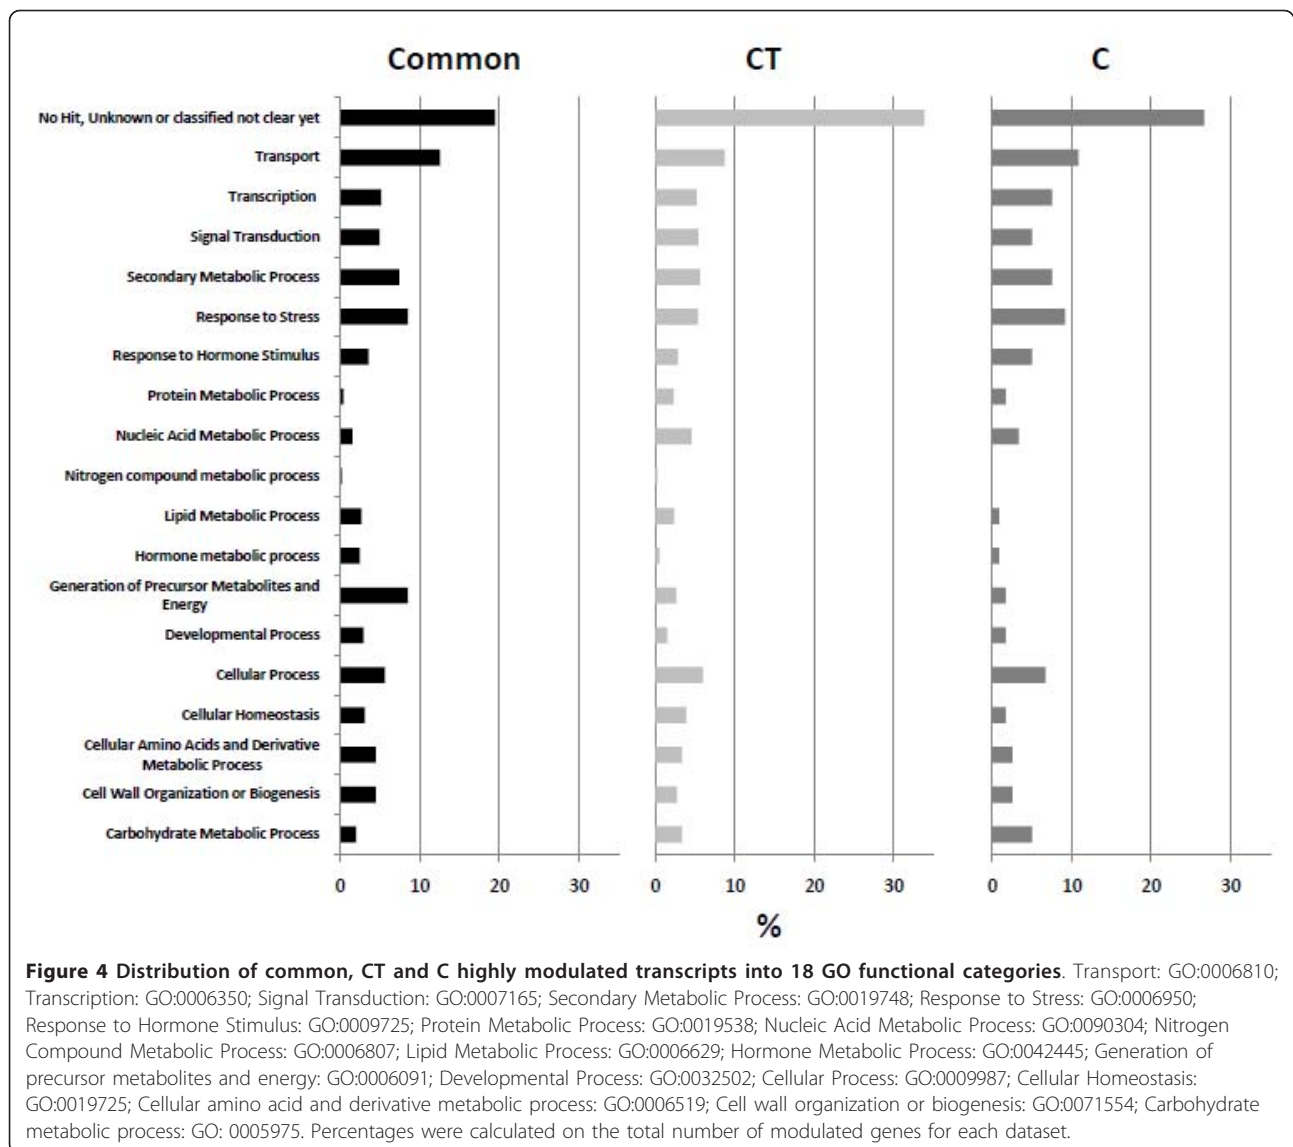 Common CT C
No Hit, Unknown or classified not clear yet
Transport
Transcription
Signal Transduction
Secondary Metabolic Process
Response to Stress
Response to Hormone Stimulus
Protein Metabolic Process
Nucleic Acid Metabolic Process
Nitrogen compound metabolic process
Lipid Metabolic Process
Hormone metabolic process
Generation of Precursor Metabolites and
Energy
Developmental Process
Cellular Process
Cellular Homeostasis
Cellular Amino Acids and Derivative
Metabolic Process
Cell Wall Organization or Biogenesis
Carbohydrate Metabolic Process
0 10 20 30 0 10 20 30 0 10 20 30
%
Figure 4 Distribution of common, CT and C highly modulated transcripts into 18 GO functional categories. Transport: GO:0006810;
Transcription: GO:0006350; Signal Transduction: GO:0007165; Secondary Metabolic Process: GO:0019748; Response to Stress: GO:0006950;
Response to Hormone Stimulus: GO:0009725; Protein Metabolic Process: GO:0019538; Nucleic Acid Metabolic Process: GO:0090304; Nitrogen
Compound Metabolic Process: GO:0006807; Lipid Metabolic Process: GO:0006629; Hormone Metabolic Process: GO:0042445; Generation of
precursor metabolites and energy: GO:0006091; Developmental Process: GO:0032502; Cellular Process: GO:0009987; Cellular Homeostasis:
GO:0019725; Cellular amino acid and derivative metabolic process: GO:0006519; Cell wall organization or biogenesis: GO:0071554; Carbohydrate
metabolic process: GO: 0005975. Percentages were calculated on the total number of modulated genes for each dataset.